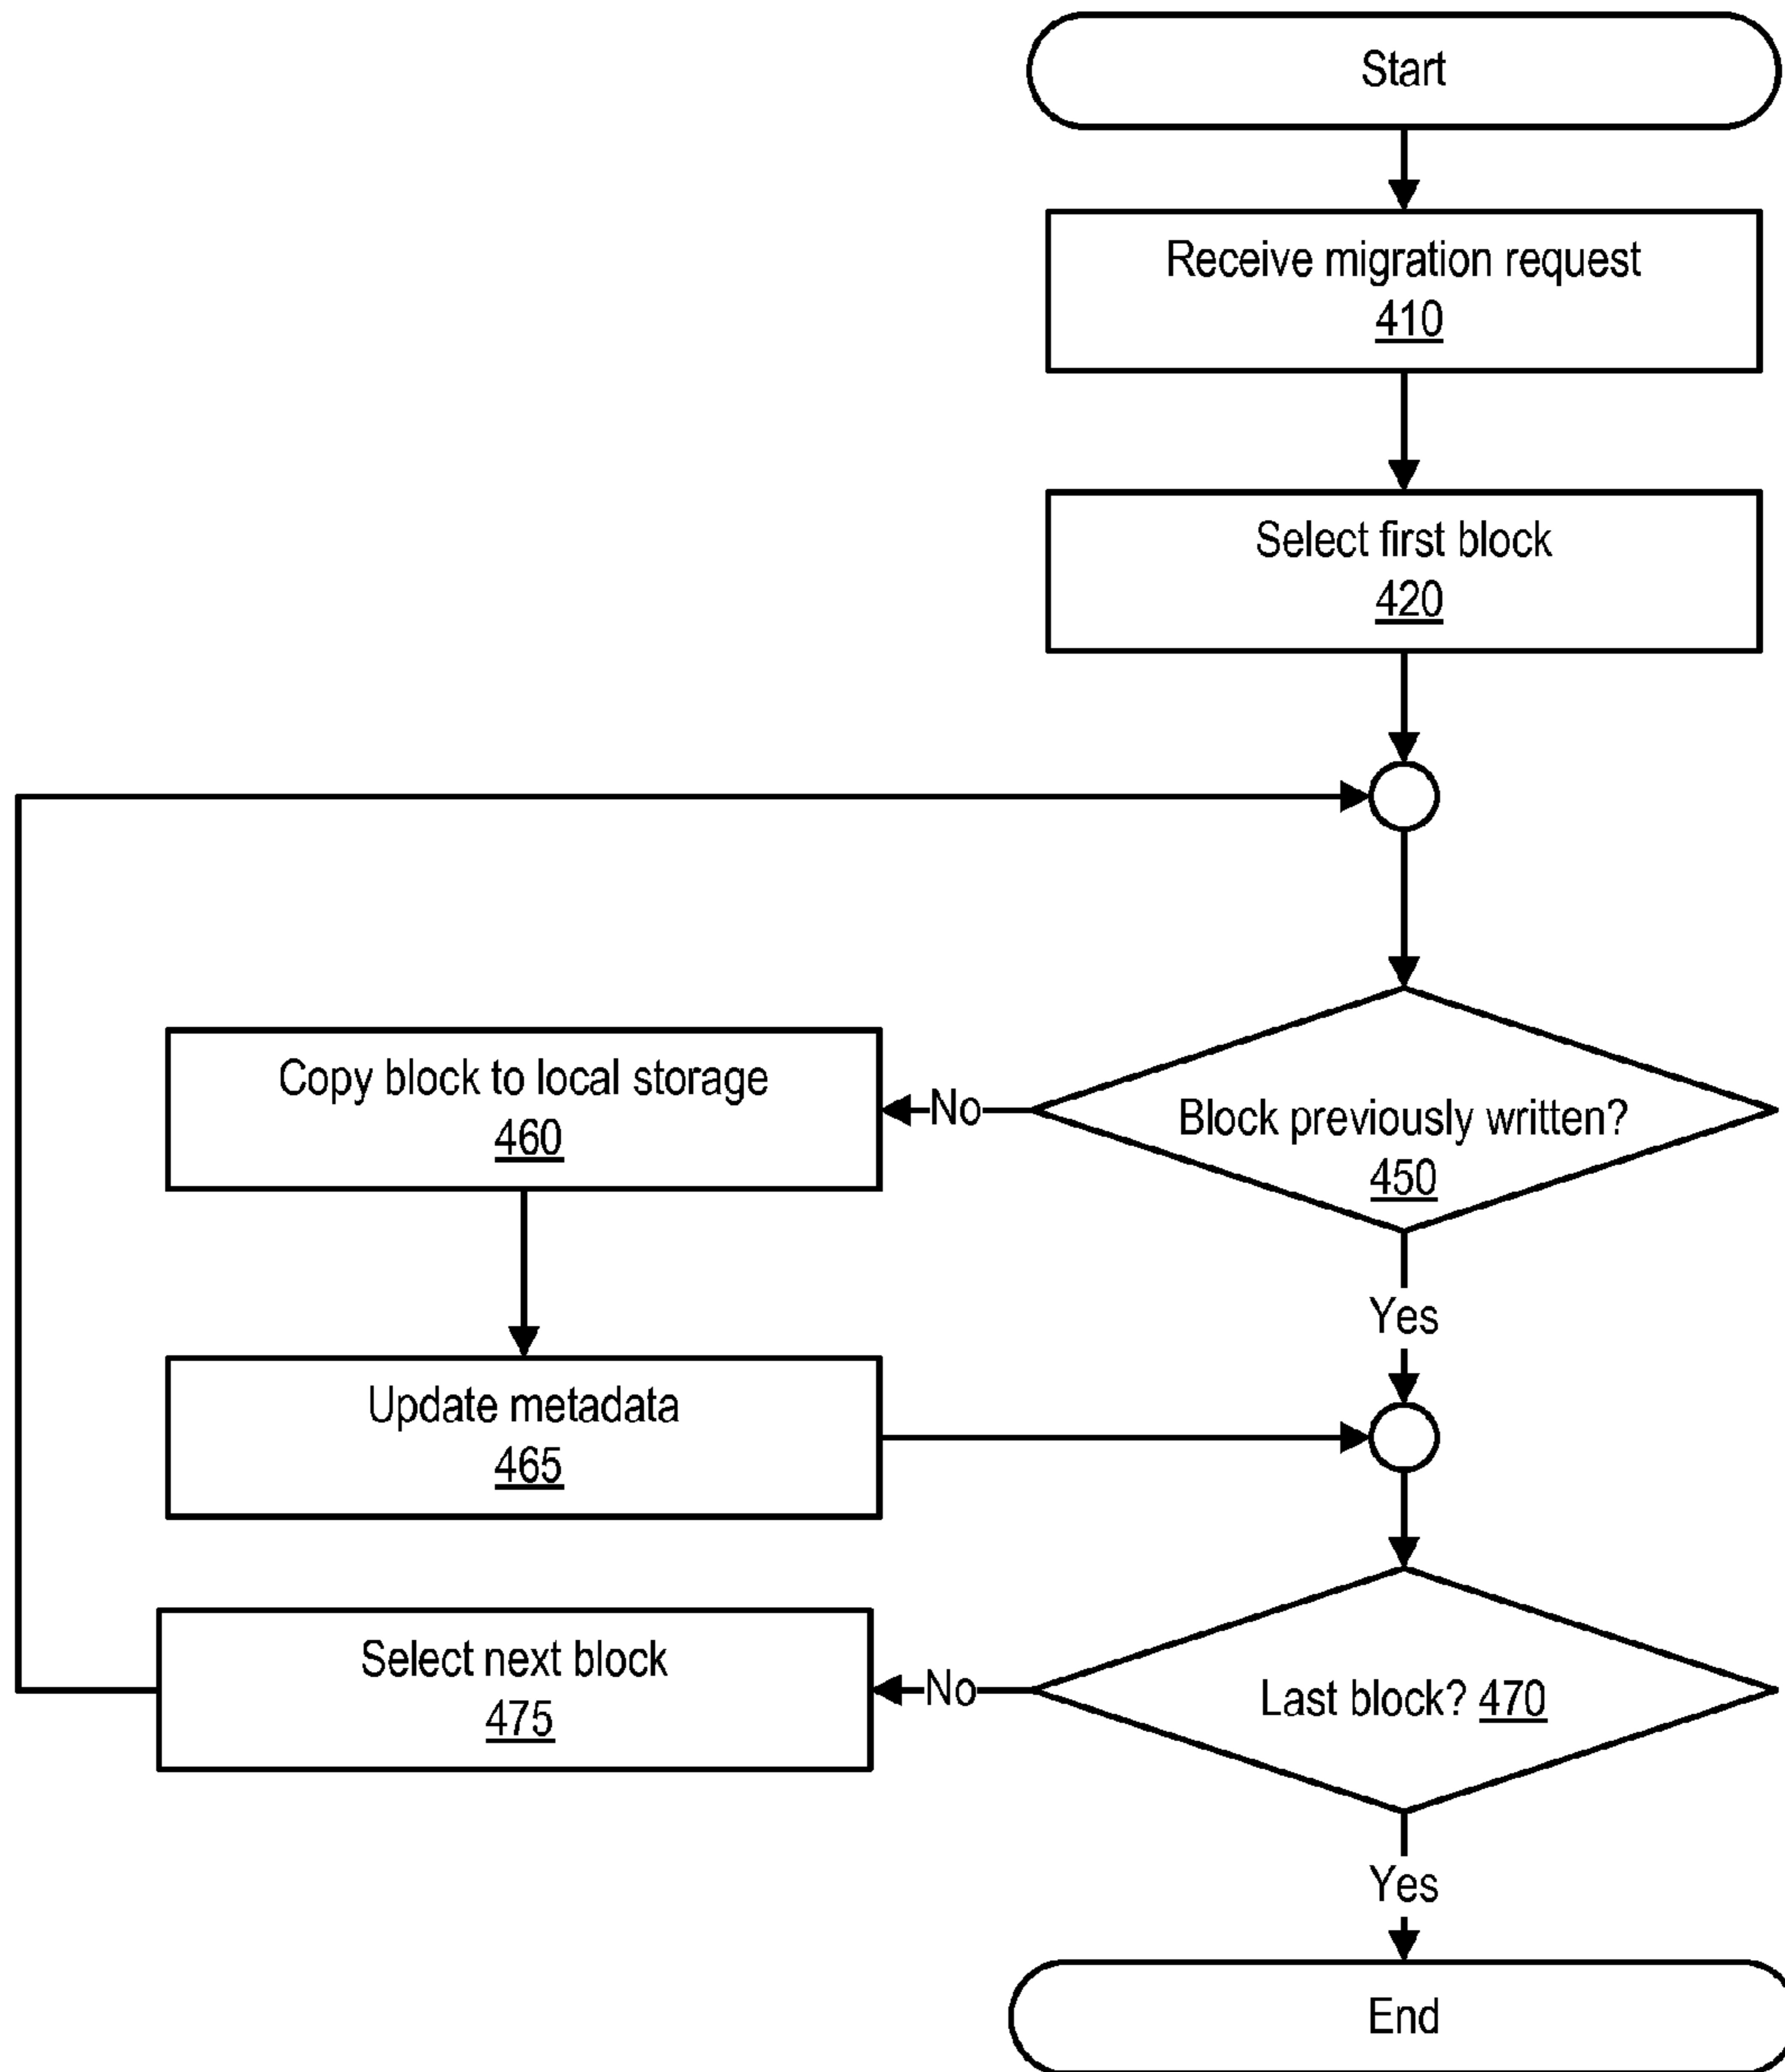 Start
Receive migration request
410
Select first block
420
Block previously written?
450
No
Copy block to local storage
460
Yes
Update metadata
465
Last block? 470
No
Select next block
475
Yes
End